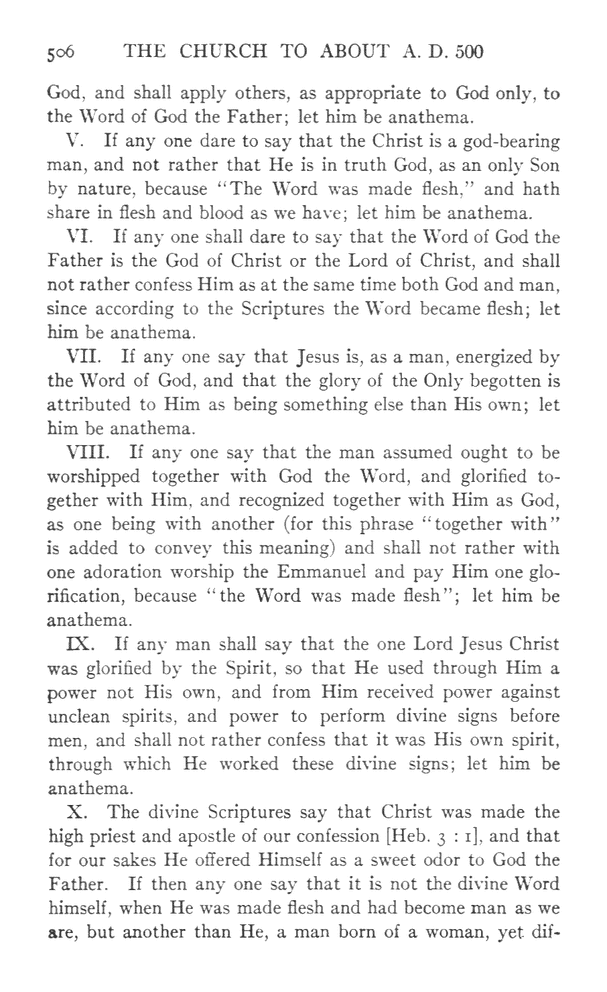 506 THE CHURCH TO ABOUT A. D. 500
God, and shall apply others, as appropriate to God only, to
the Word of God the Father; let him be anathema.
V. If any one dare to say that the Christ is a god-bearing
man, and not rather that He is in truth God, as an only Son
by nature, because “The Word was made flesh,” and hath
share in flesh and blood as we have; let him be anathema.
VI. If any one shall dare to say that the Word of God the
Father is the God of Christ or the Lord of Christ, and shall
not rather confess Him as at the same time both God and man,
since according to the Scriptures the Word became flesh; let
him be anathema.
VII. If any one say that Jesus is, as a man, energized by
the Word of God, and that the glory of the Only begotten is
attributed to Him as being something else than His own; let
him be anathema.
VIII. If any one say that the man assumed ought to be
worshipped together with God the Word, and glorified to-
gether with Him, and recognized together with Him as God,
as one being with another (for this phrase “together with”
is added to convey this meaning) and shall not rather with
one adoration worship the Emmanuel and pay Him one glo-
rification, because “the Word was made flesh”; let him be
anathema.
IX. If any man shall say that the one Lord Jesus Christ
was glorified by the Spirit, so that He used through Him a
power not His own, and from Him received power against
unclean spirits, and power to perform divine signs before
men, and shall not rather confess that it was His own spirit,
through which He worked these divine signs; let him be
anathema.
X. The divine Scriptures say that Christ was made the
high priest and apostle of our confession [Heb. 3 : 1], and that
for our sakes He offered Himself as a sweet odor to God the
Father. If then any one say that it is not the divine Word
himself, when He was made flesh and had become man as we
are, but another than He, a man born of a woman, yet dif-